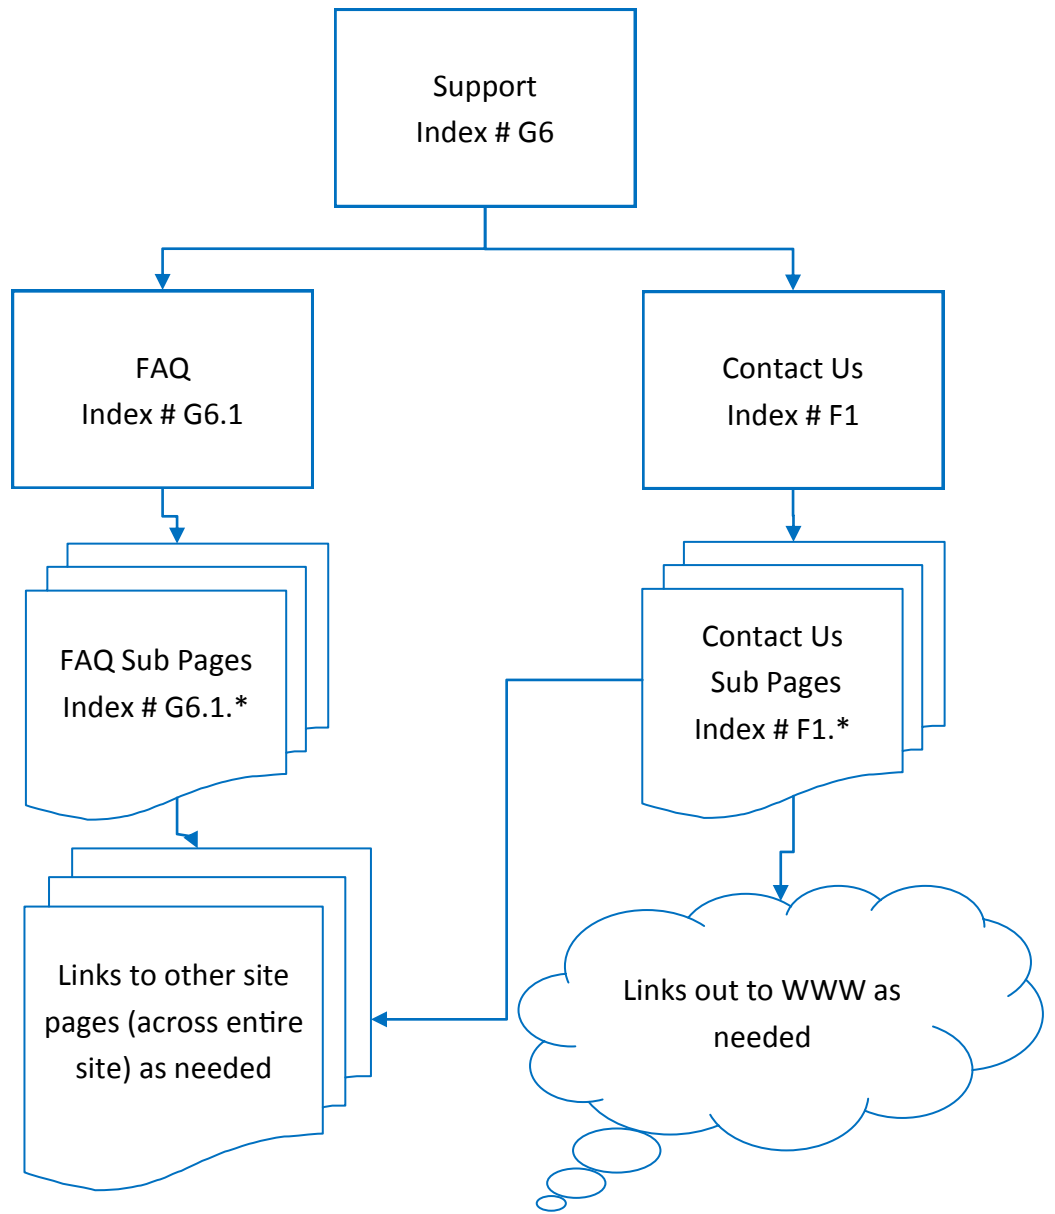 Support
Index # G6
FAQ
Index # G6.1
Contact Us
Index # F1
FAQ Sub Pages
Index # G6.1.*
Contact Us
Sub Pages
Index # F1.*
Links to other site
pages (across entire
site) as needed
Links out to WWW as
needed